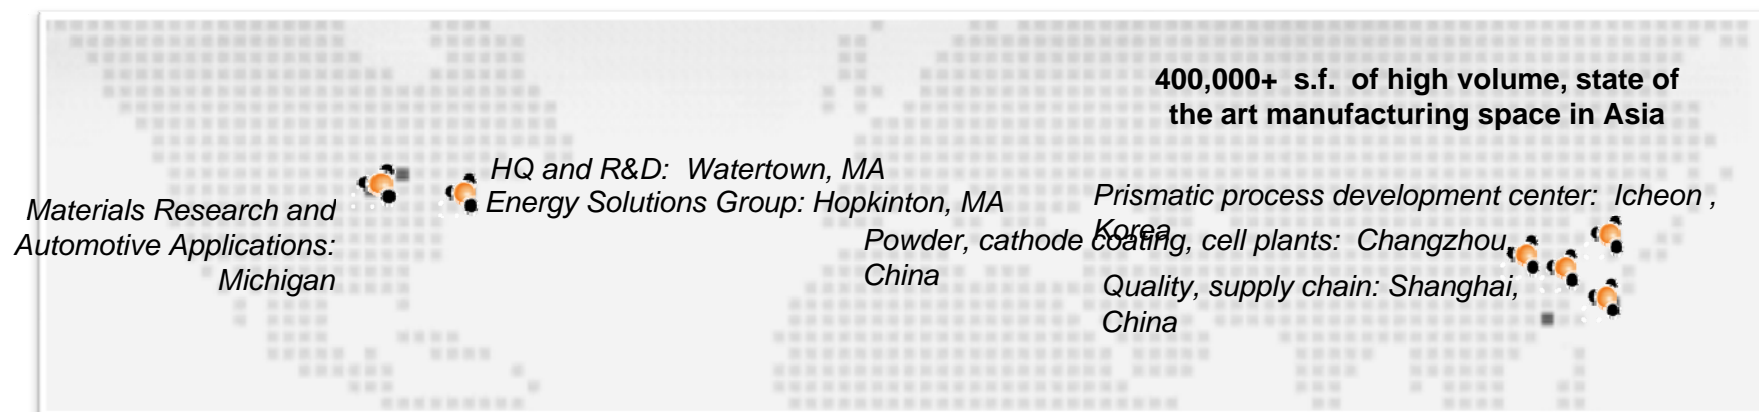 400,000+ s.f. of high volume, state of
the art manufacturing space in Asia
HQ and R&D: Watertown, MA
Energy Solutions Group: Hopkinton, MA
Materials Research and
Automotive Applications:
Michigan
Prismatic process development center: Icheon ,
Korea
Powder, cathode coating, cell plants: Changzhou,
China
Quality, supply chain: Shanghai,
China